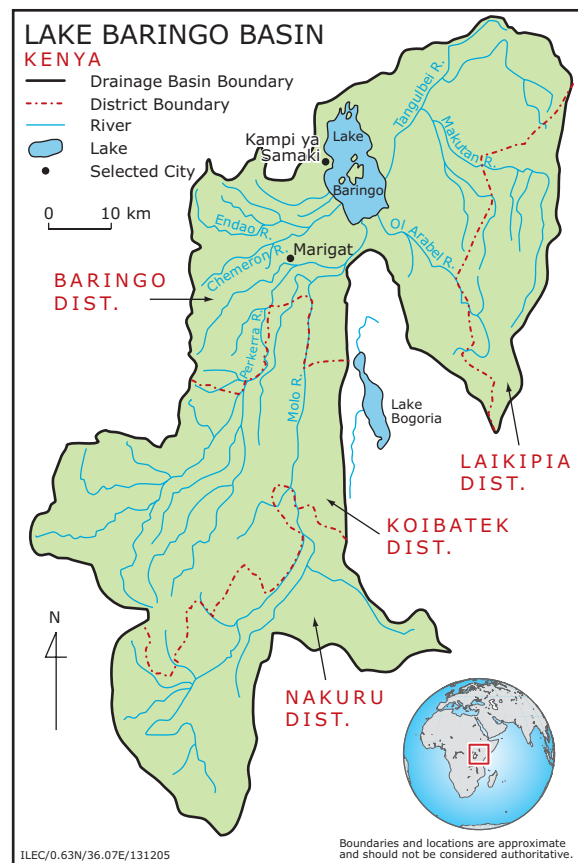 LAKE BARINGO BASIN
KENYA
Drainage Basin Boundary
District Boundary
River
Lake
Selected City
0 10 km
Kampi ya
Samaki
Lake
Baringo
Tangulbei R.
Makutan R.
Endao R.
Chemeron R.
Marigat
Ol Arabel R.
BARINGO
DIST.
Perkerra R.
Molo R.
Lake
Bogoria
LAIKIPIA
DIST.
KOIBATEK
DIST.
N
NAKURU
DIST.
ILEC/0.63N/36.07E/131205
Boundaries and locations are approximate
and should not be considered authoritative.